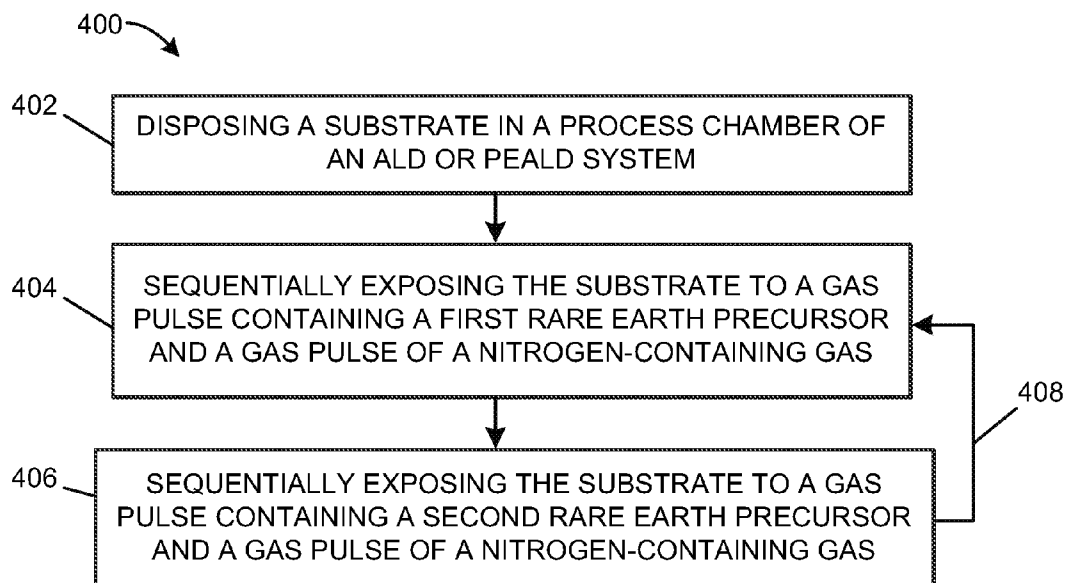 400
402
DISPOSING A SUBSTRATE IN A PROCESS CHAMBER OF
AN ALD OR PEALD SYSTEM
404
SEQUENTIALLY EXPOSING THE SUBSTRATE TO A GAS
PULSE CONTAINING A FIRST RARE EARTH PRECURSOR
AND A GAS PULSE OF A NITROGEN-CONTAINING GAS
408
406
SEQUENTIALLY EXPOSING THE SUBSTRATE TO A GAS
PULSE CONTAINING A SECOND RARE EARTH PRECURSOR
AND A GAS PULSE OF A NITROGEN-CONTAINING GAS